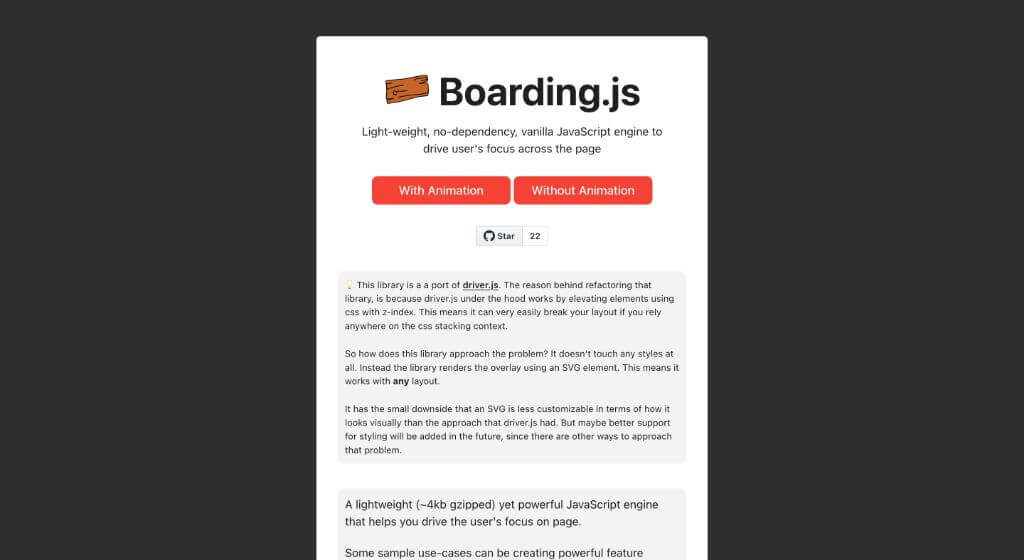 Boarding.js
Light-weight, no-dependency, vanilla JavaScript engine to
drive user's focus across the page
With Animation
Without Animation
Star 22
This library is a a port of driver.js. The reason behind refactoring that
library, is because driver.js under the hood works by elevating elements using
css with z-index. This means it can very easily break your layout if you rely
anywhere on the css stacking context.
So how does this library approach the problem? It doesn't touch any styles at
all. Instead the library renders the overlay using an SVG element. This means it
works with any layout.
It has the small downside that an SVG is less customizable in terms of how it
looks visually than the approach that driver.js had. But maybe better support
for styling will be added in the future, since there are other ways to approach
that problem.
A lightweight (~4kb gzipped) yet powerful JavaScript engine
that helps you drive the user's focus on page.
Some sample use-cases can be creating powerful feature